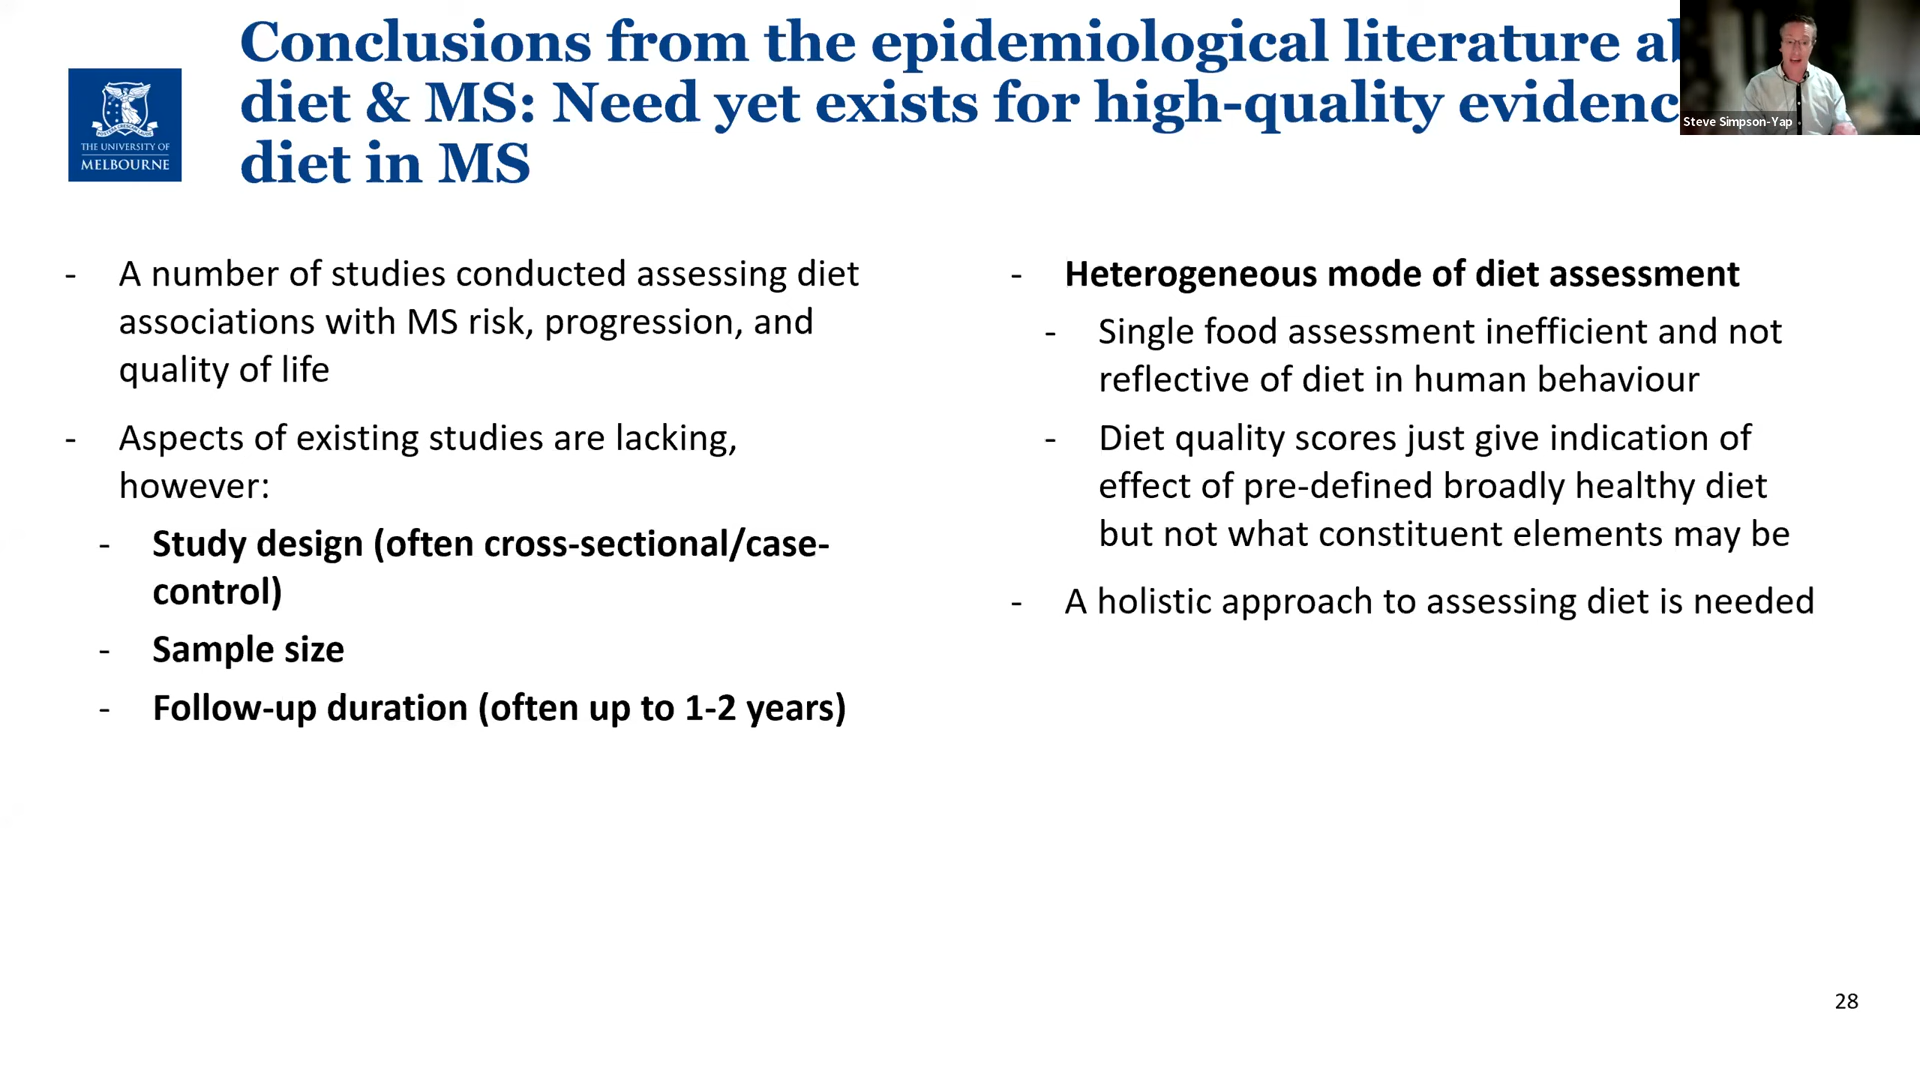 Conclusions from the epidemiological literature
diet & MS: Need yet exists for high-quality
diet in MS
THE UNIVERSITY OF
MELBOURNE
Steve Simpson-Yap
- A number of studies conducted assessing diet
associations with MS risk, progression, and
quality of life
- Aspects of existing studies are lacking,
however:
- Study design (often cross-sectional/case-
control)
- Sample size
- Follow-up duration (often up to 1-2 years)
- Heterogeneous mode of diet assessment
- Single food assessment inefficient and not
reflective of diet in human behaviour
- Diet quality scores just give indication of
effect of pre-defined broadly healthy diet
but not what constituent elements may be
- A holistic approach to assessing diet is needed
28